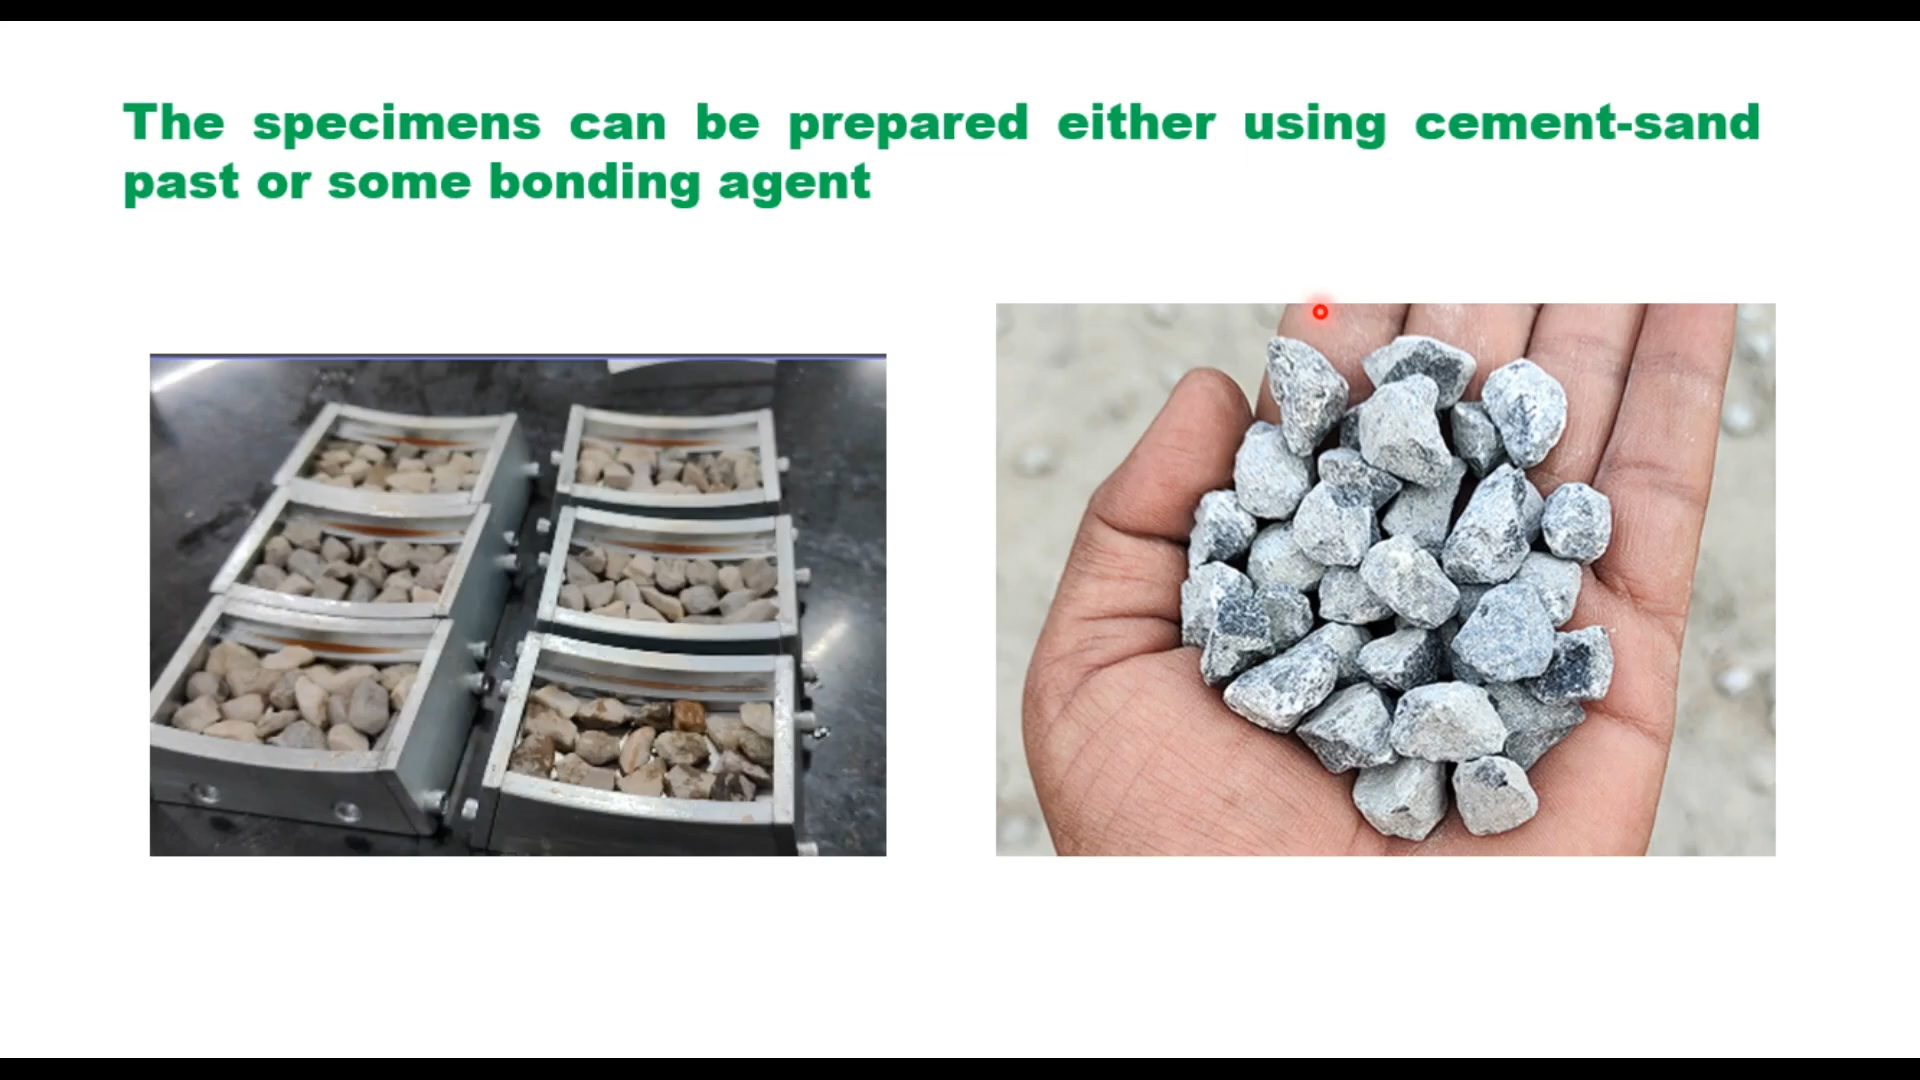 The specimens can be prepared either using cement-sand
past or some bonding agent